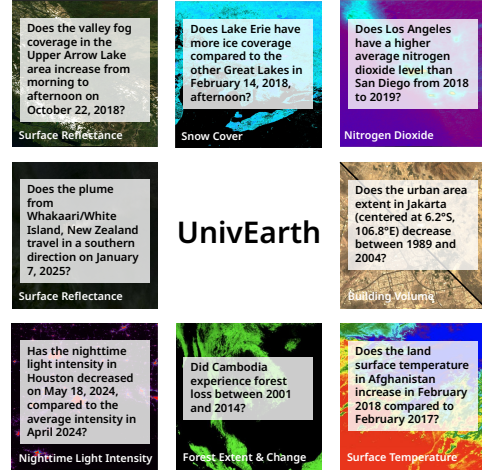 Does the valley fog
coverage in the
Upper Arrow Lake
area increase from
morning to
afternoon on
October 22, 2018?
Surface Reflectance
Does Lake Erie have
more ice coverage
compared to the
other Great Lakes in
February 14, 2018,
afternoon?
Snow Cover
Does Los Angeles
have a higher
average nitrogen
dioxide level than
San Diego from 2018
to 2019?
Nitrogen Dioxide
Does the plume
from
Whakaari/White
Island, New Zealand
travel in a southern
direction on January
7, 2025?
Surface Reflectance
UnivEarth
Does the urban area
extent in Jakarta
(centered at 6.2°S,
106.8°E) decrease
between 1989 and
2004?
Building Volume
Has the nighttime
light intensity in
Houston decreased
on May 18, 2024,
compared to the
average intensity in
April 2024?
Nighttime Light Intensity
Did Cambodia
experience forest
loss between 2001
and 2014?
Forest Extent & Change
Does the land
surface temperature
in Afghanistan
increase in February
2018 compared to
February 2017?
Surface Temperature